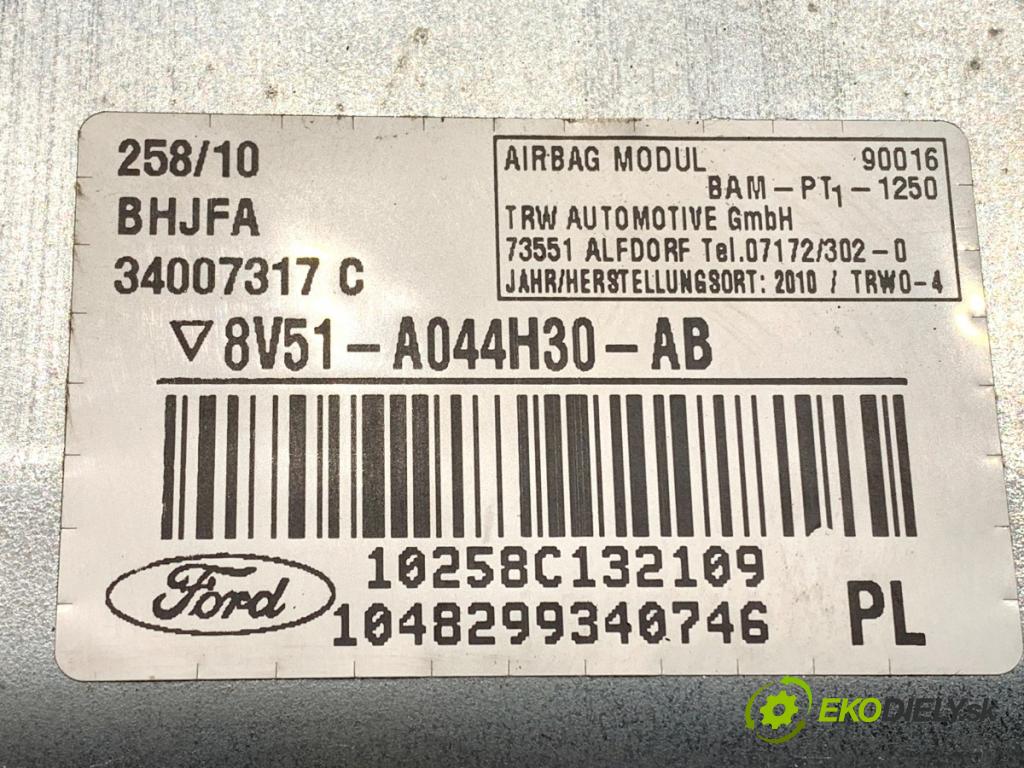 258/10
BHJFA
34007317 C
AIRBAG MODUL 90016
BAM-PT1-1250
TRW AUTOMOTIVE GmbH
73551 ALFDORF Tel.07172/302-0
JAHR/HERSTELLUNGSORT: 2010 / TRWO-4
8V51-A044H30-AB
Ford
10258C132109
1048299340746
PL
EKODIELY.sk